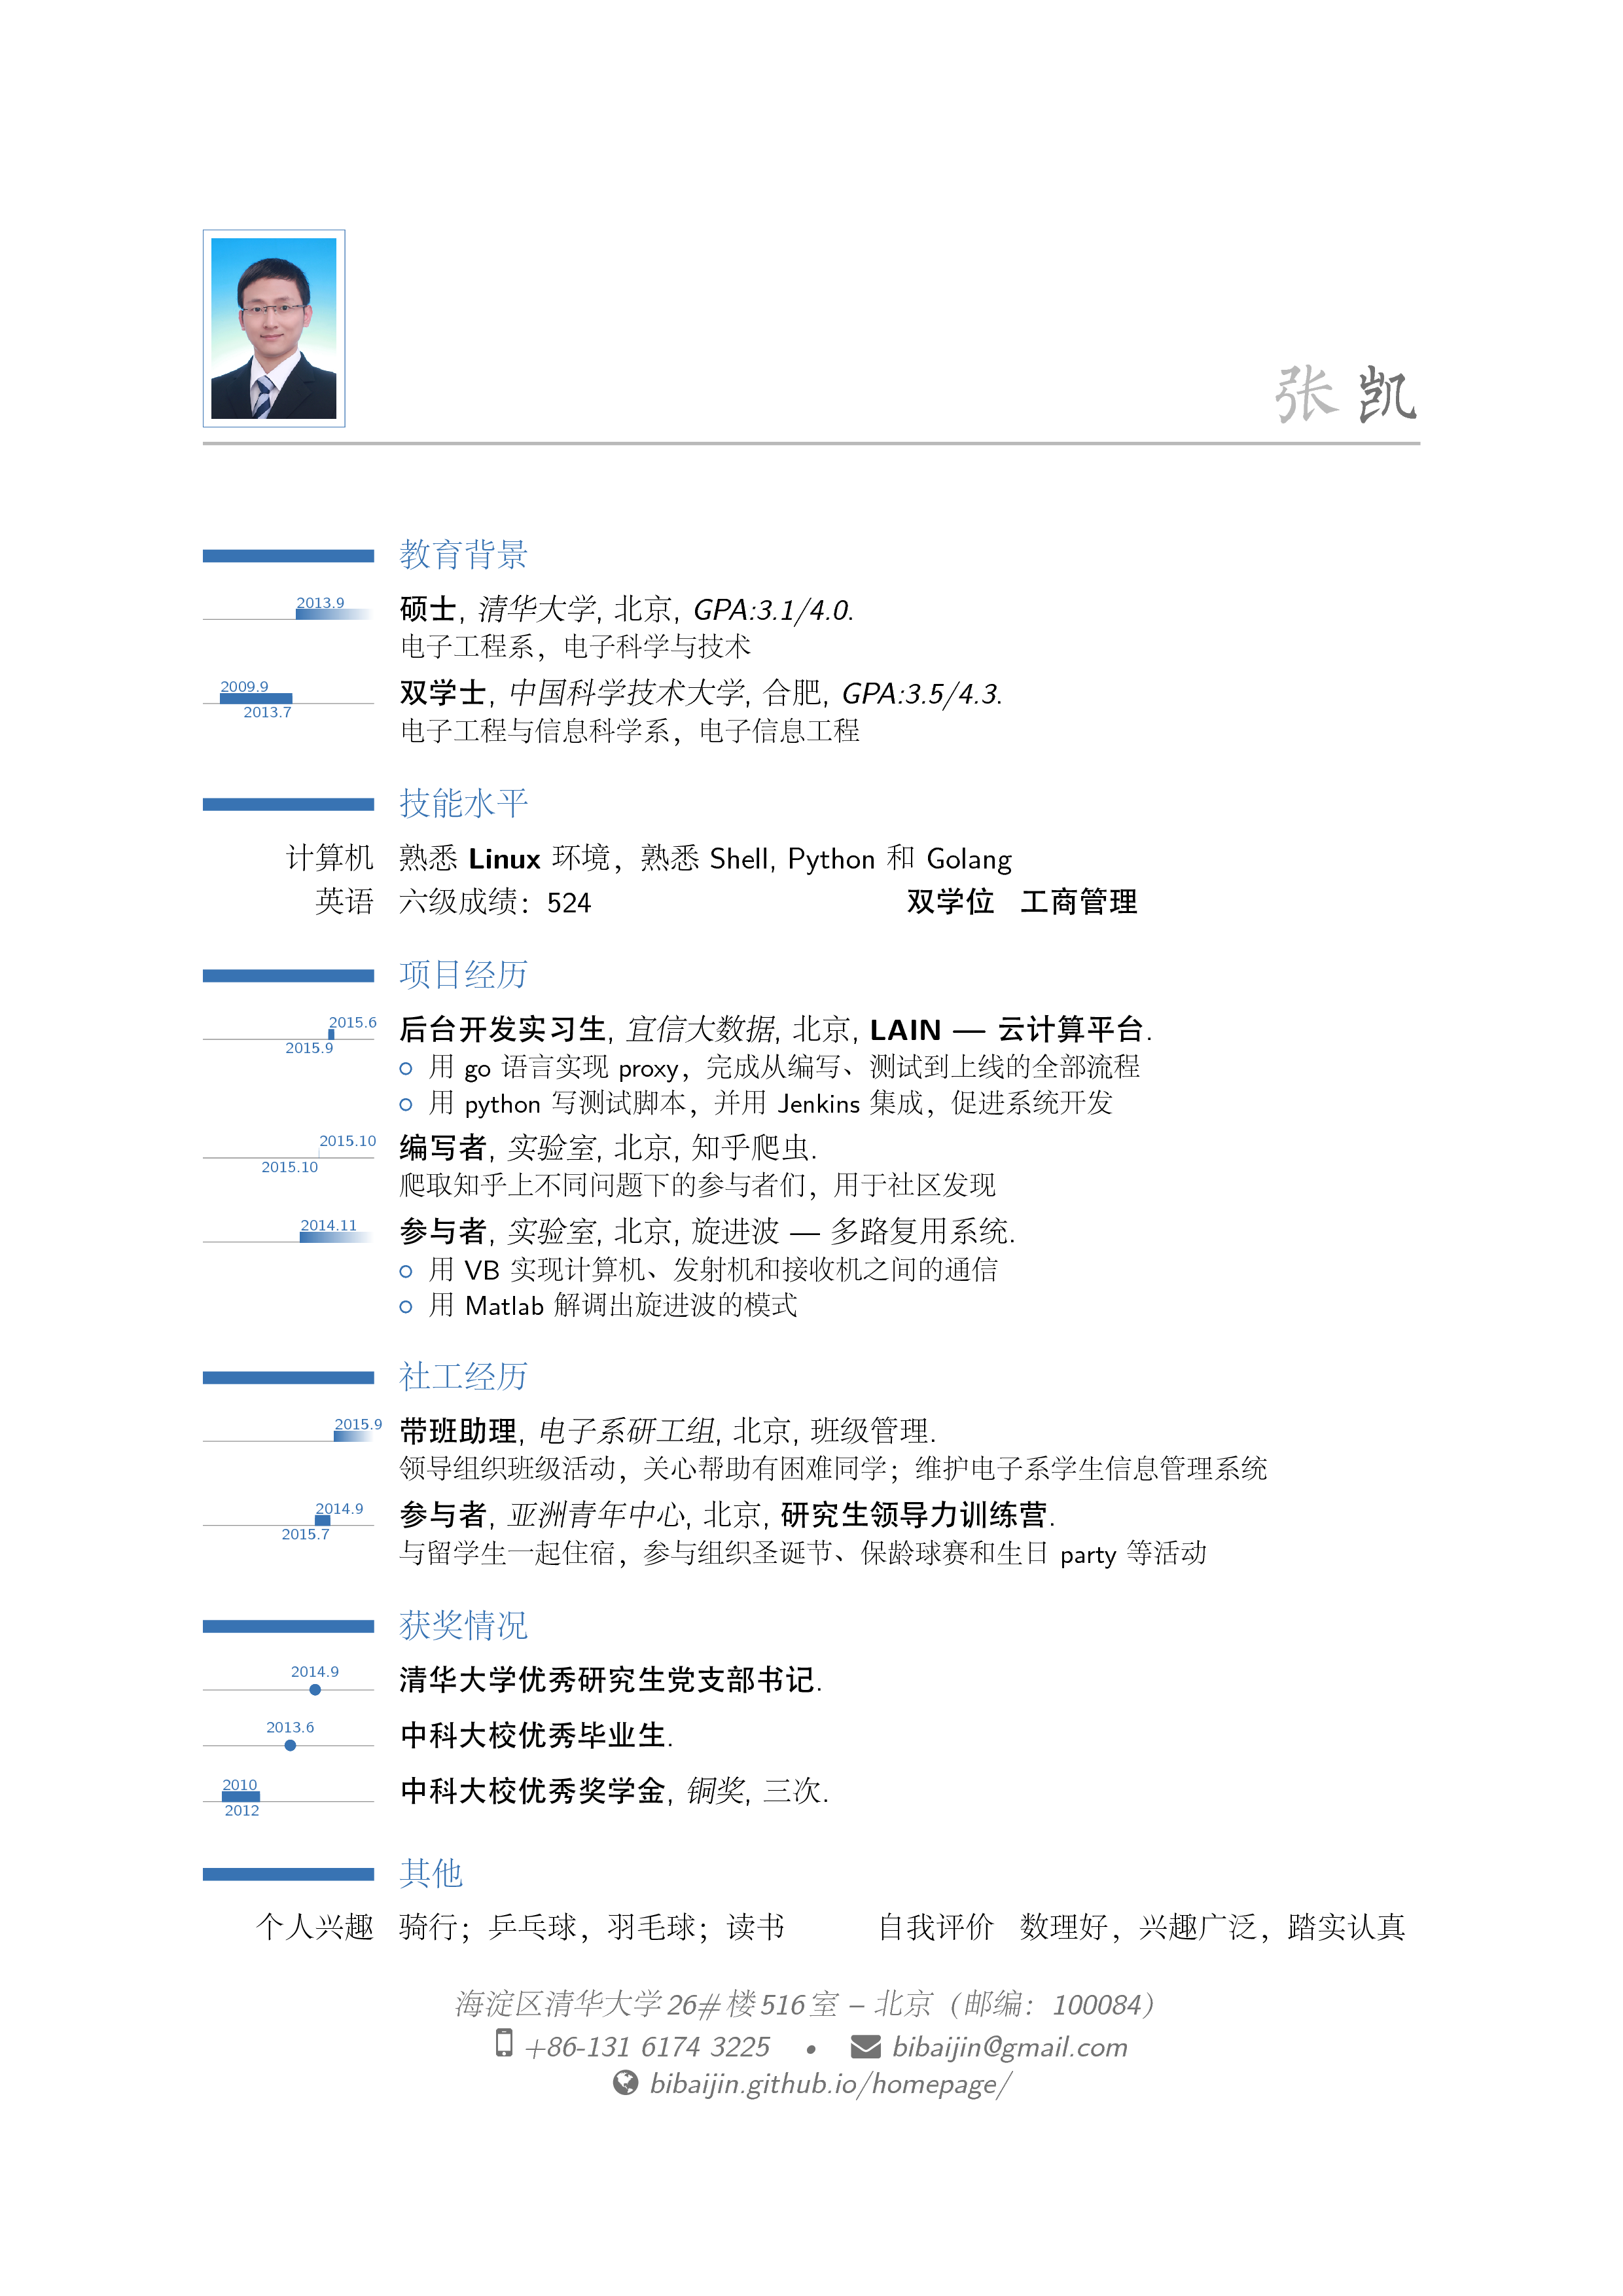 张 凯
教育背景
2013.9
硕士, 清华大学, 北京, GPA:3.1/4.0.
电子工程系，电子科学与技术
2009.9
2013.7
双学士, 中国科学技术大学, 合肥, GPA:3.5/4.3.
电子工程与信息科学系，电子信息工程
技能水平
计算机 熟悉 Linux 环境，熟悉 Shell, Python 和 Golang
英语 六级成绩：524 双学位 工商管理
项目经历
2015.6
2015.9
后台开发实习生, 宜信大数据, 北京, LAIN — 云计算平台.
用 go 语言实现 proxy，完成从编写、测试到上线的全部流程
用 python 写测试脚本，并用 Jenkins 集成，促进系统开发
2015.10
2015.10
编写者, 实验室, 北京, 知乎爬虫.
爬取知乎上不同问题下的参与者们，用于社区发现
2014.11
参与者, 实验室, 北京, 旋进波 — 多路复用系统.
用 VB 实现计算机、发射机和接收机之间的通信
用 Matlab 解调出旋进波的模式
社工经历
2015.9
带班助理, 电子系研工组, 北京, 班级管理.
领导组织班级活动，关心帮助有困难同学；维护电子系学生信息管理系统
2014.9
2015.7
参与者, 亚洲青年中心, 北京, 研究生领导力训练营.
与留学生一起住宿，参与组织圣诞节、保龄球赛和生日 party 等活动
获奖情况
2014.9
清华大学优秀研究生党支部书记.
2013.6
中科大校优秀毕业生.
2010
2012
中科大校优秀奖学金, 铜奖, 三次.
其他
个人兴趣 骑行；乒乓球，羽毛球；读书 自我评价 数理好，兴趣广泛，踏实认真
海淀区清华大学26#楼516室 – 北京（邮编：100084）
+86-131 6174 3225 • bibaijin@gmail.com
bibaijin.github.io/homepage/